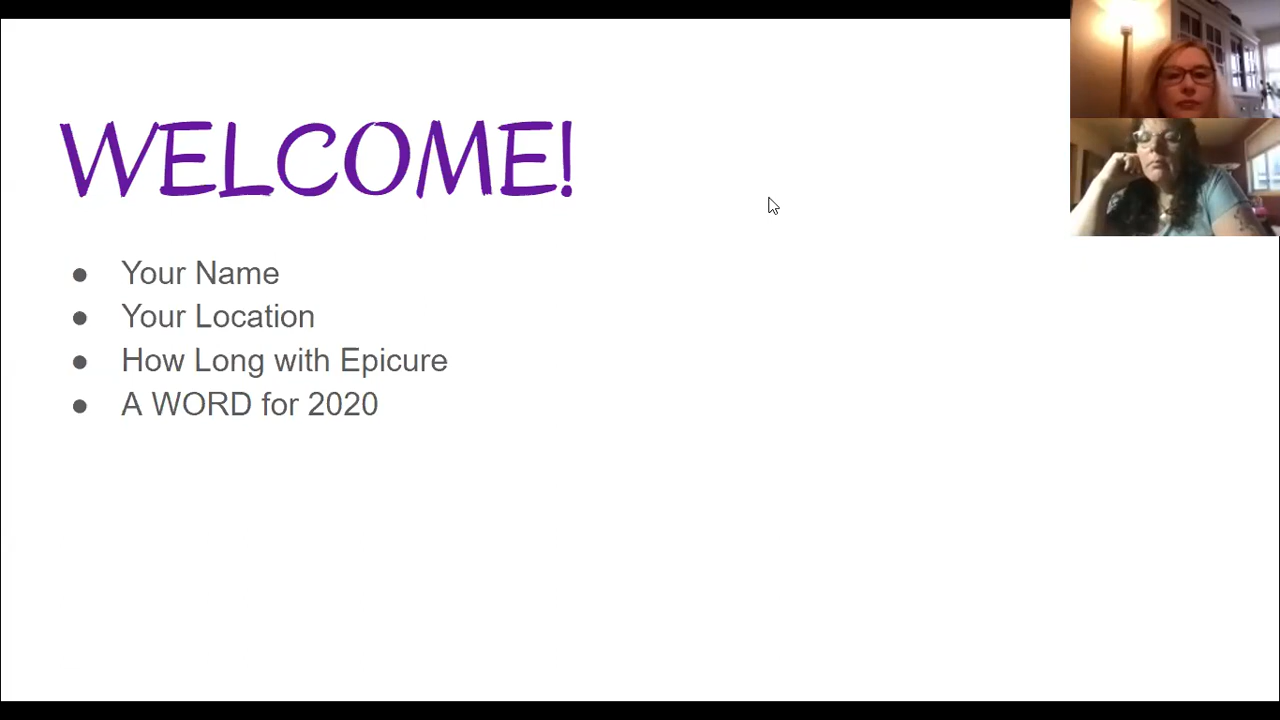 WELCOME!
● Your Name
● Your Location
● How Long with Epicure
● A WORD for 2020